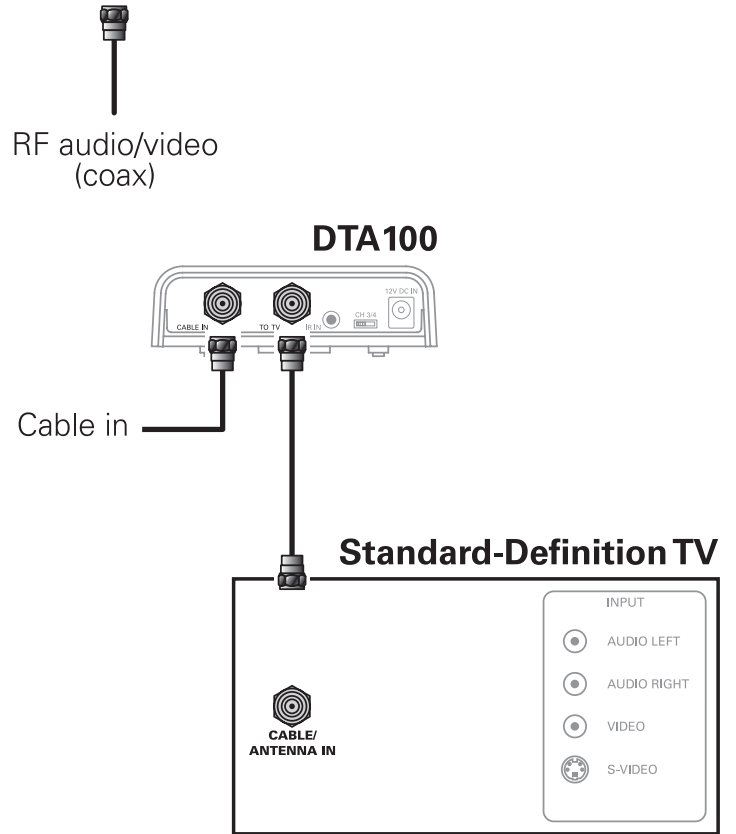 RF audio/video
(coax)
DTA100
12V DC IN
CH 3/4
CABLE IN
TO TV
IR IN
Cable in
Standard-Definition TV
INPUT
AUDIO LEFT
AUDIO RIGHT
VIDEO
S-VIDEO
CABLE/
ANTENNA IN